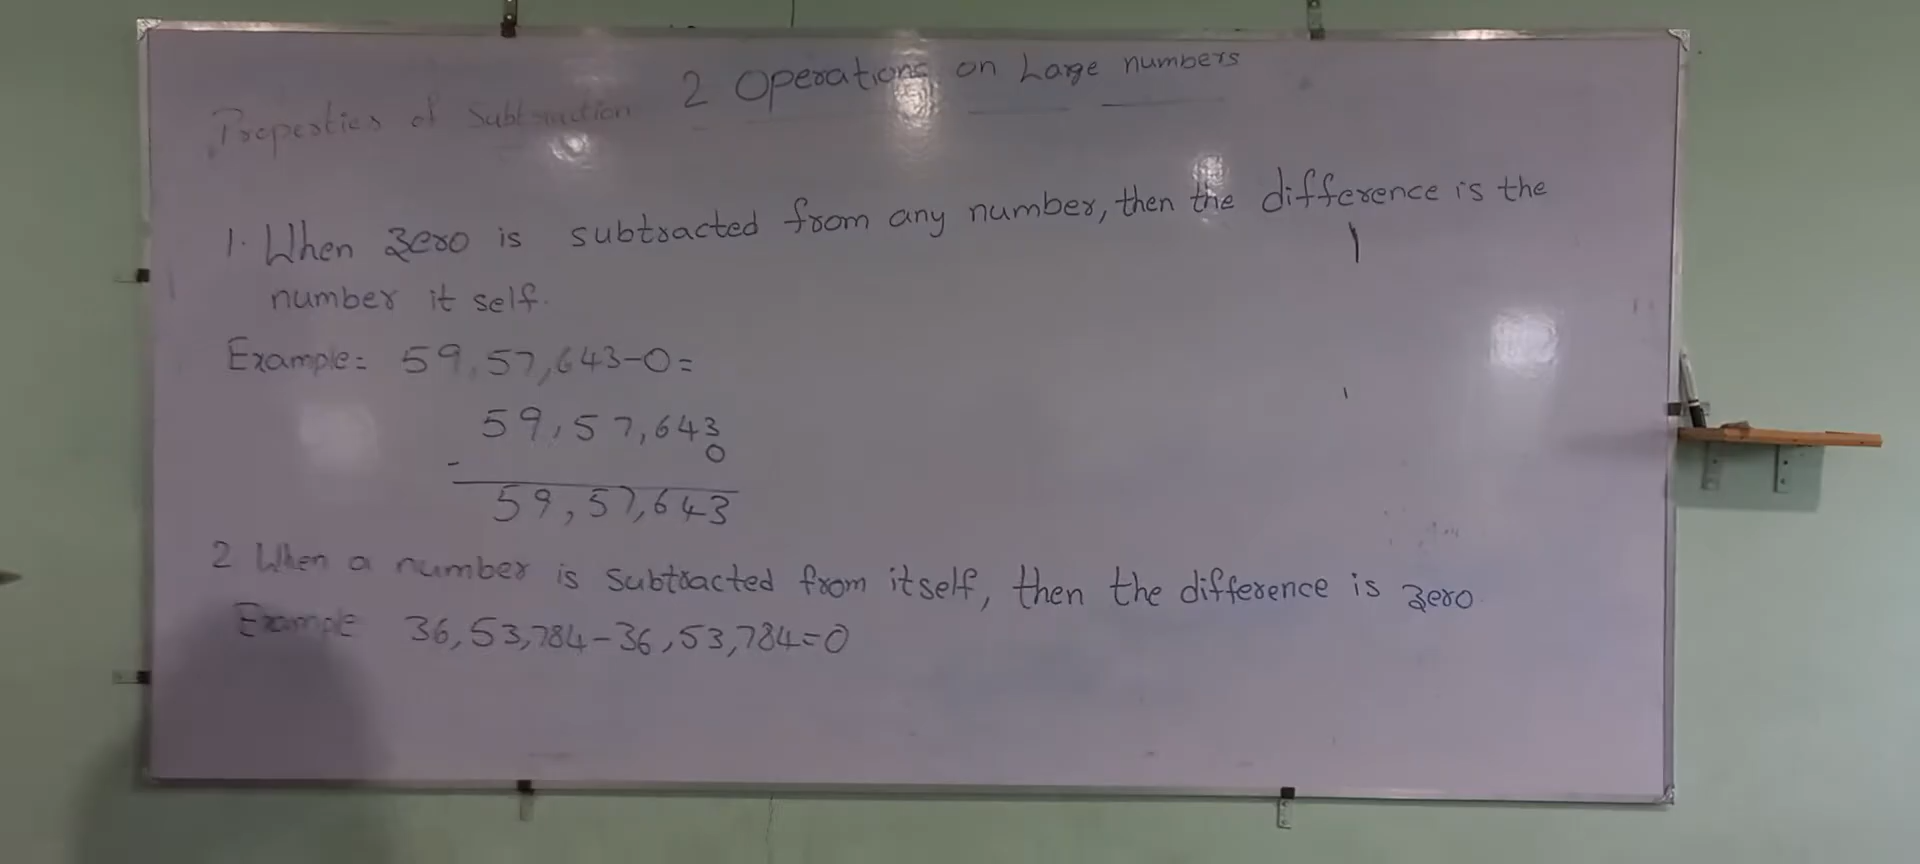 2 Operations on Large numbers
Properties of Subtraction
1. When zero is subtracted from any number, then the difference is the
number it self.
Example: 59,57,643-0=
59,57,643
0
-
59,57,643
2 When a number is subtracted from itself, then the difference is zero
Example 36,53,784-36,53,784=0